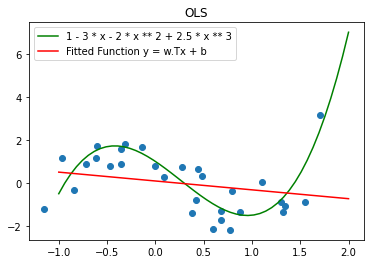 OLS
1 - 3 * x - 2 * x ** 2 + 2.5 * x ** 3
Fitted Function y = w.Tx + b
6
4
2
0
−2
−1.0 −0.5 0.0 0.5 1.0 1.5 2.0